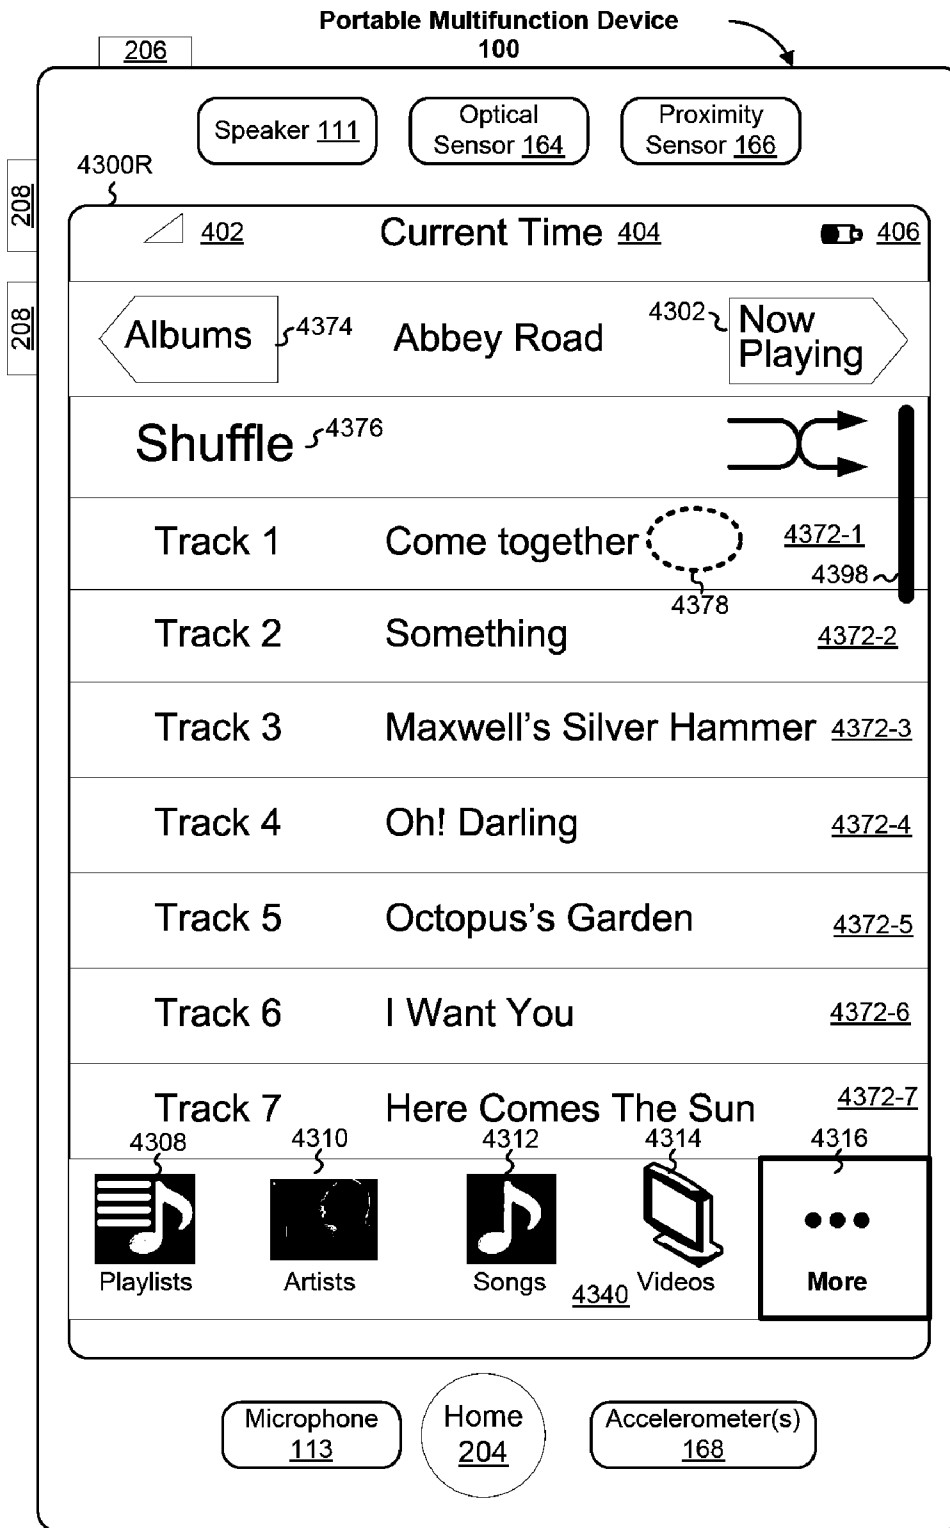 Portable Multifunction Device
100
206
Speaker 111
Optical
Sensor 164
Proximity
Sensor 166
4300R
208
208
402
Current Time 404
406
Albums
4374
Abbey Road
4302
Now
Playing
Shuffle
4376
Track 1
Come together
4372-1
4378
4398
Track 2
Something
4372-2
Track 3
Maxwell's Silver Hammer
4372-3
Track 4
Oh! Darling
4372-4
Track 5
Octopus's Garden
4372-5
Track 6
I Want You
4372-6
Track 7
Here Comes The Sun
4372-7
4308
4310
4312
4314
4316
Playlists
Artists
Songs
4340
Videos
More
Microphone
113
Home
204
Accelerometer(s)
168